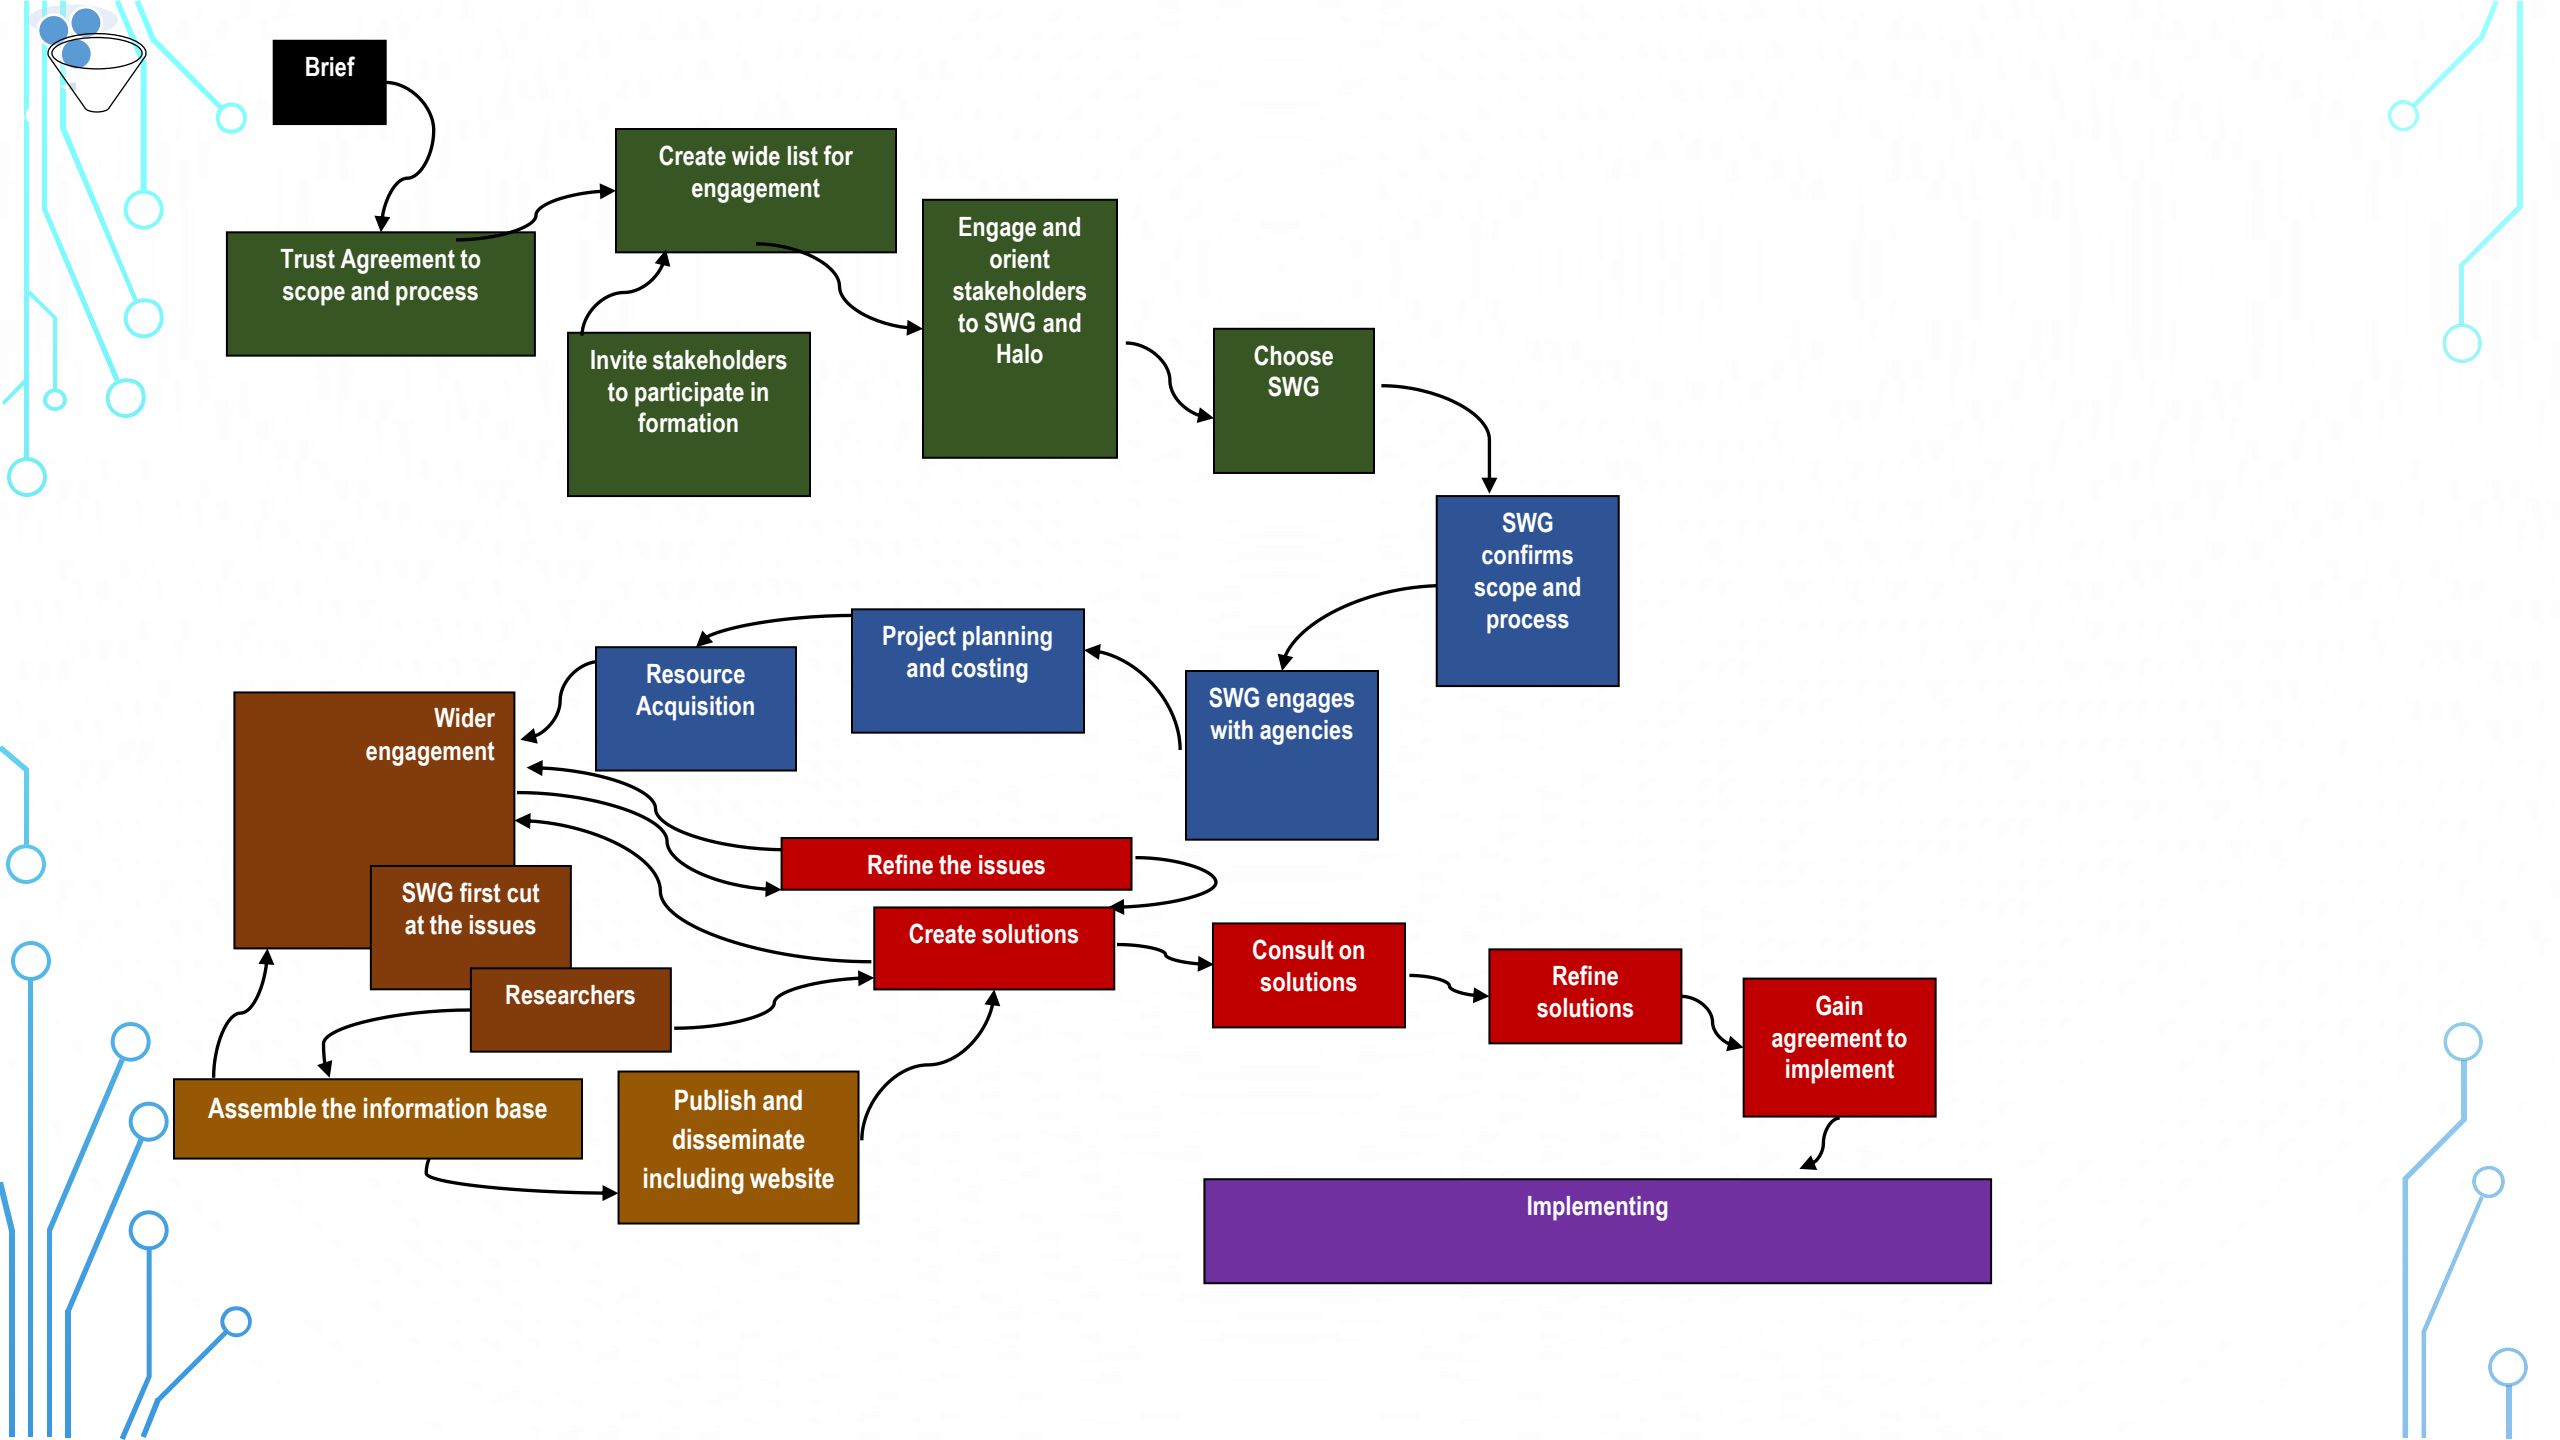 Brief
Create wide list for
engagement
Trust Agreement to
scope and process
Engage and
orient
stakeholders
to SWG and
Halo
Invite stakeholders
to participate in
formation
Choose
SWG
SWG
confirms
scope and
process
Project planning
and costing
Resource
Acquisition
SWG engages
with agencies
Wider
engagement
Refine the issues
SWG first cut
at the issues
Create solutions
Consult on
solutions
Refine
solutions
Researchers
Gain
agreement to
implement
Assemble the information base
Publish and
disseminate
including website
Implementing